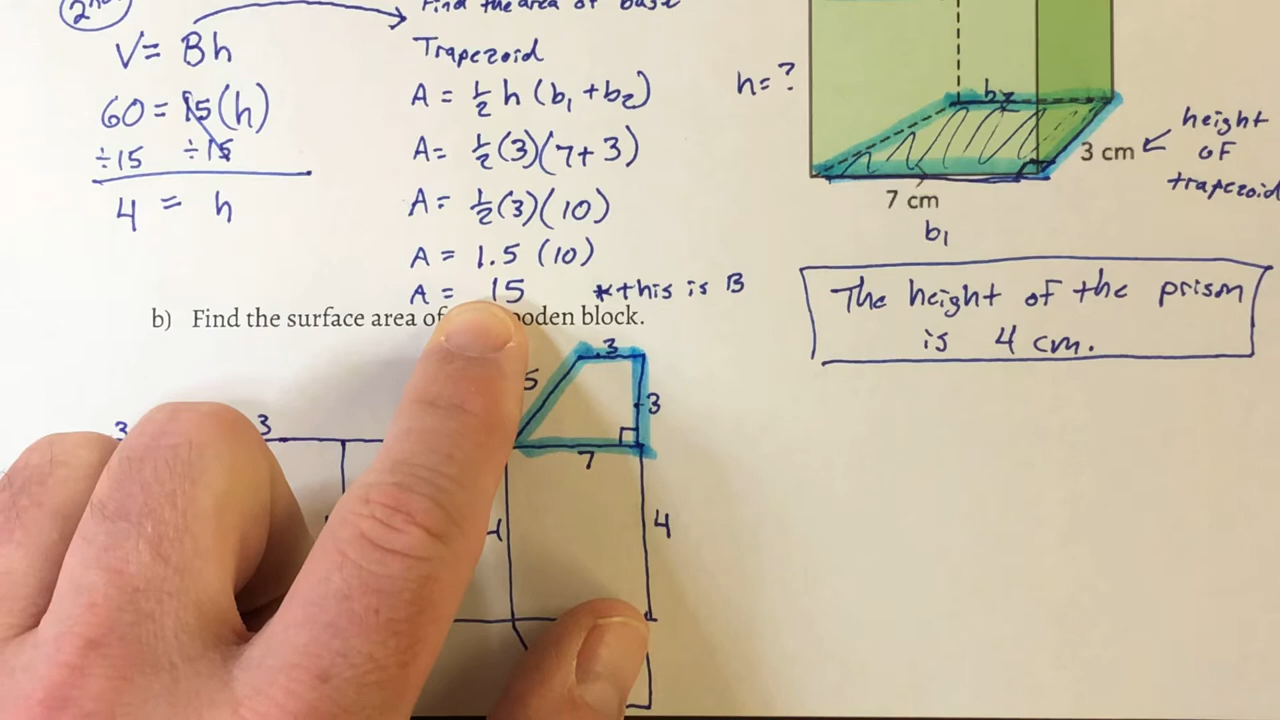 2nd
Find the area of base
V= Bh
60 = 15(h)
÷15 ÷15
4 = h
Trapezoid
A = ½ h (b₁ + b₂)
A= ½(3)(7+3)
A = ½(3)(10)
A = 1.5 (10)
A = 15 *this is B
h=?
b₂
3 cm
height
of
trapezoid
7 cm
b₁
The height of the prism
is 4 cm.
b) Find the surface area of
block.
3
5
3
7
3
3
4